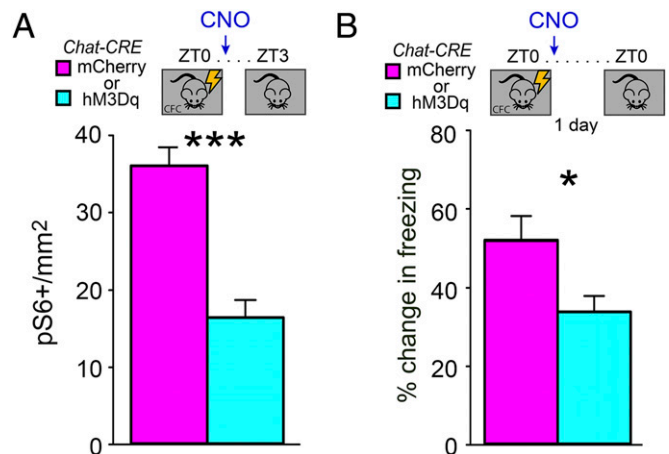 A
CNO
Chat-CRE
mCherry
or
hM3Dq
ZT0 . . . . . ZT3
CFC
***
pS6+/mm2
40
30
20
10
0
B
CNO
Chat-CRE
mCherry
or
hM3Dq
ZT0 . . . . . . . . ZT0
CFC
1 day
*
% change in freezing
80
60
40
20
0